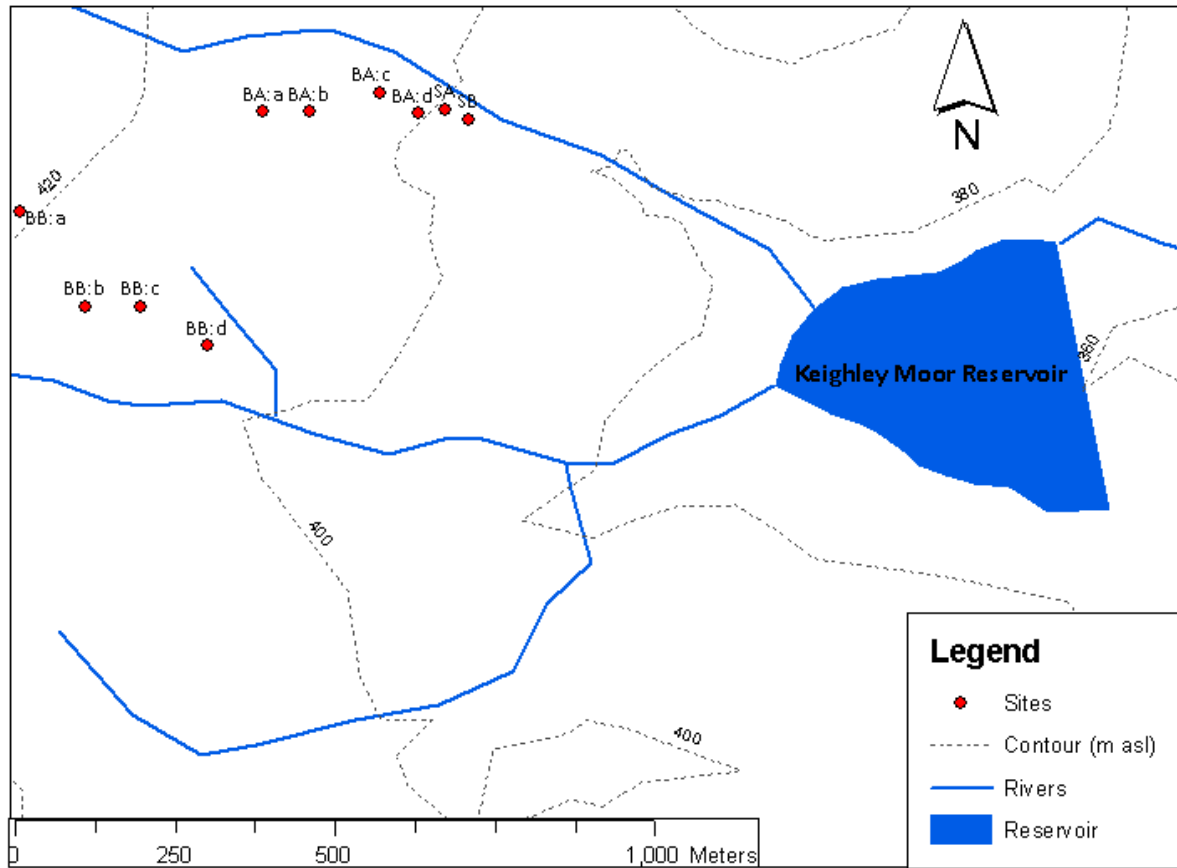 BA:a
BA:b
BA:c
BA:d
SA
SB
N
420
380
BB:a
BB:b
BB:c
BB:d
360
Keighley Moor Reservoir
400
400
Legend
Sites
Contour (m asl)
Rivers
Reservoir
0 250 500 1,000 Meters